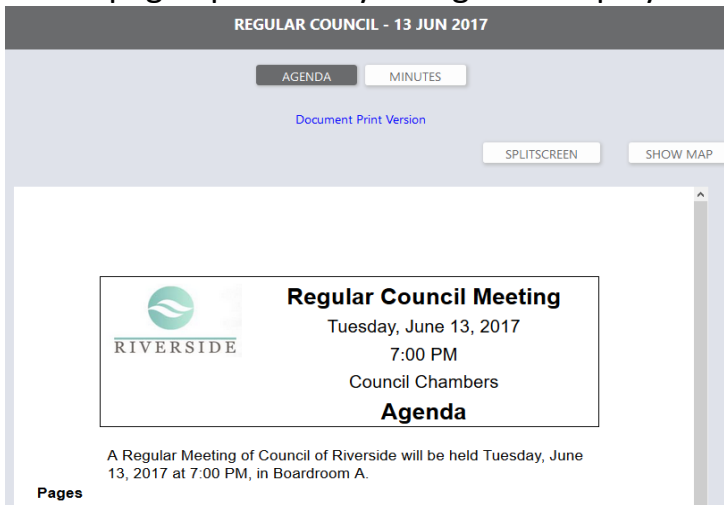 REGULAR COUNCIL - 13 JUN 2017
AGENDA MINUTES
Document Print Version
SPLITSCREEN SHOW MAP
RIVERSIDE
Regular Council Meeting
Tuesday, June 13, 2017
7:00 PM
Council Chambers
Agenda
A Regular Meeting of Council of Riverside will be held Tuesday, June
13, 2017 at 7:00 PM, in Boardroom A.
Pages